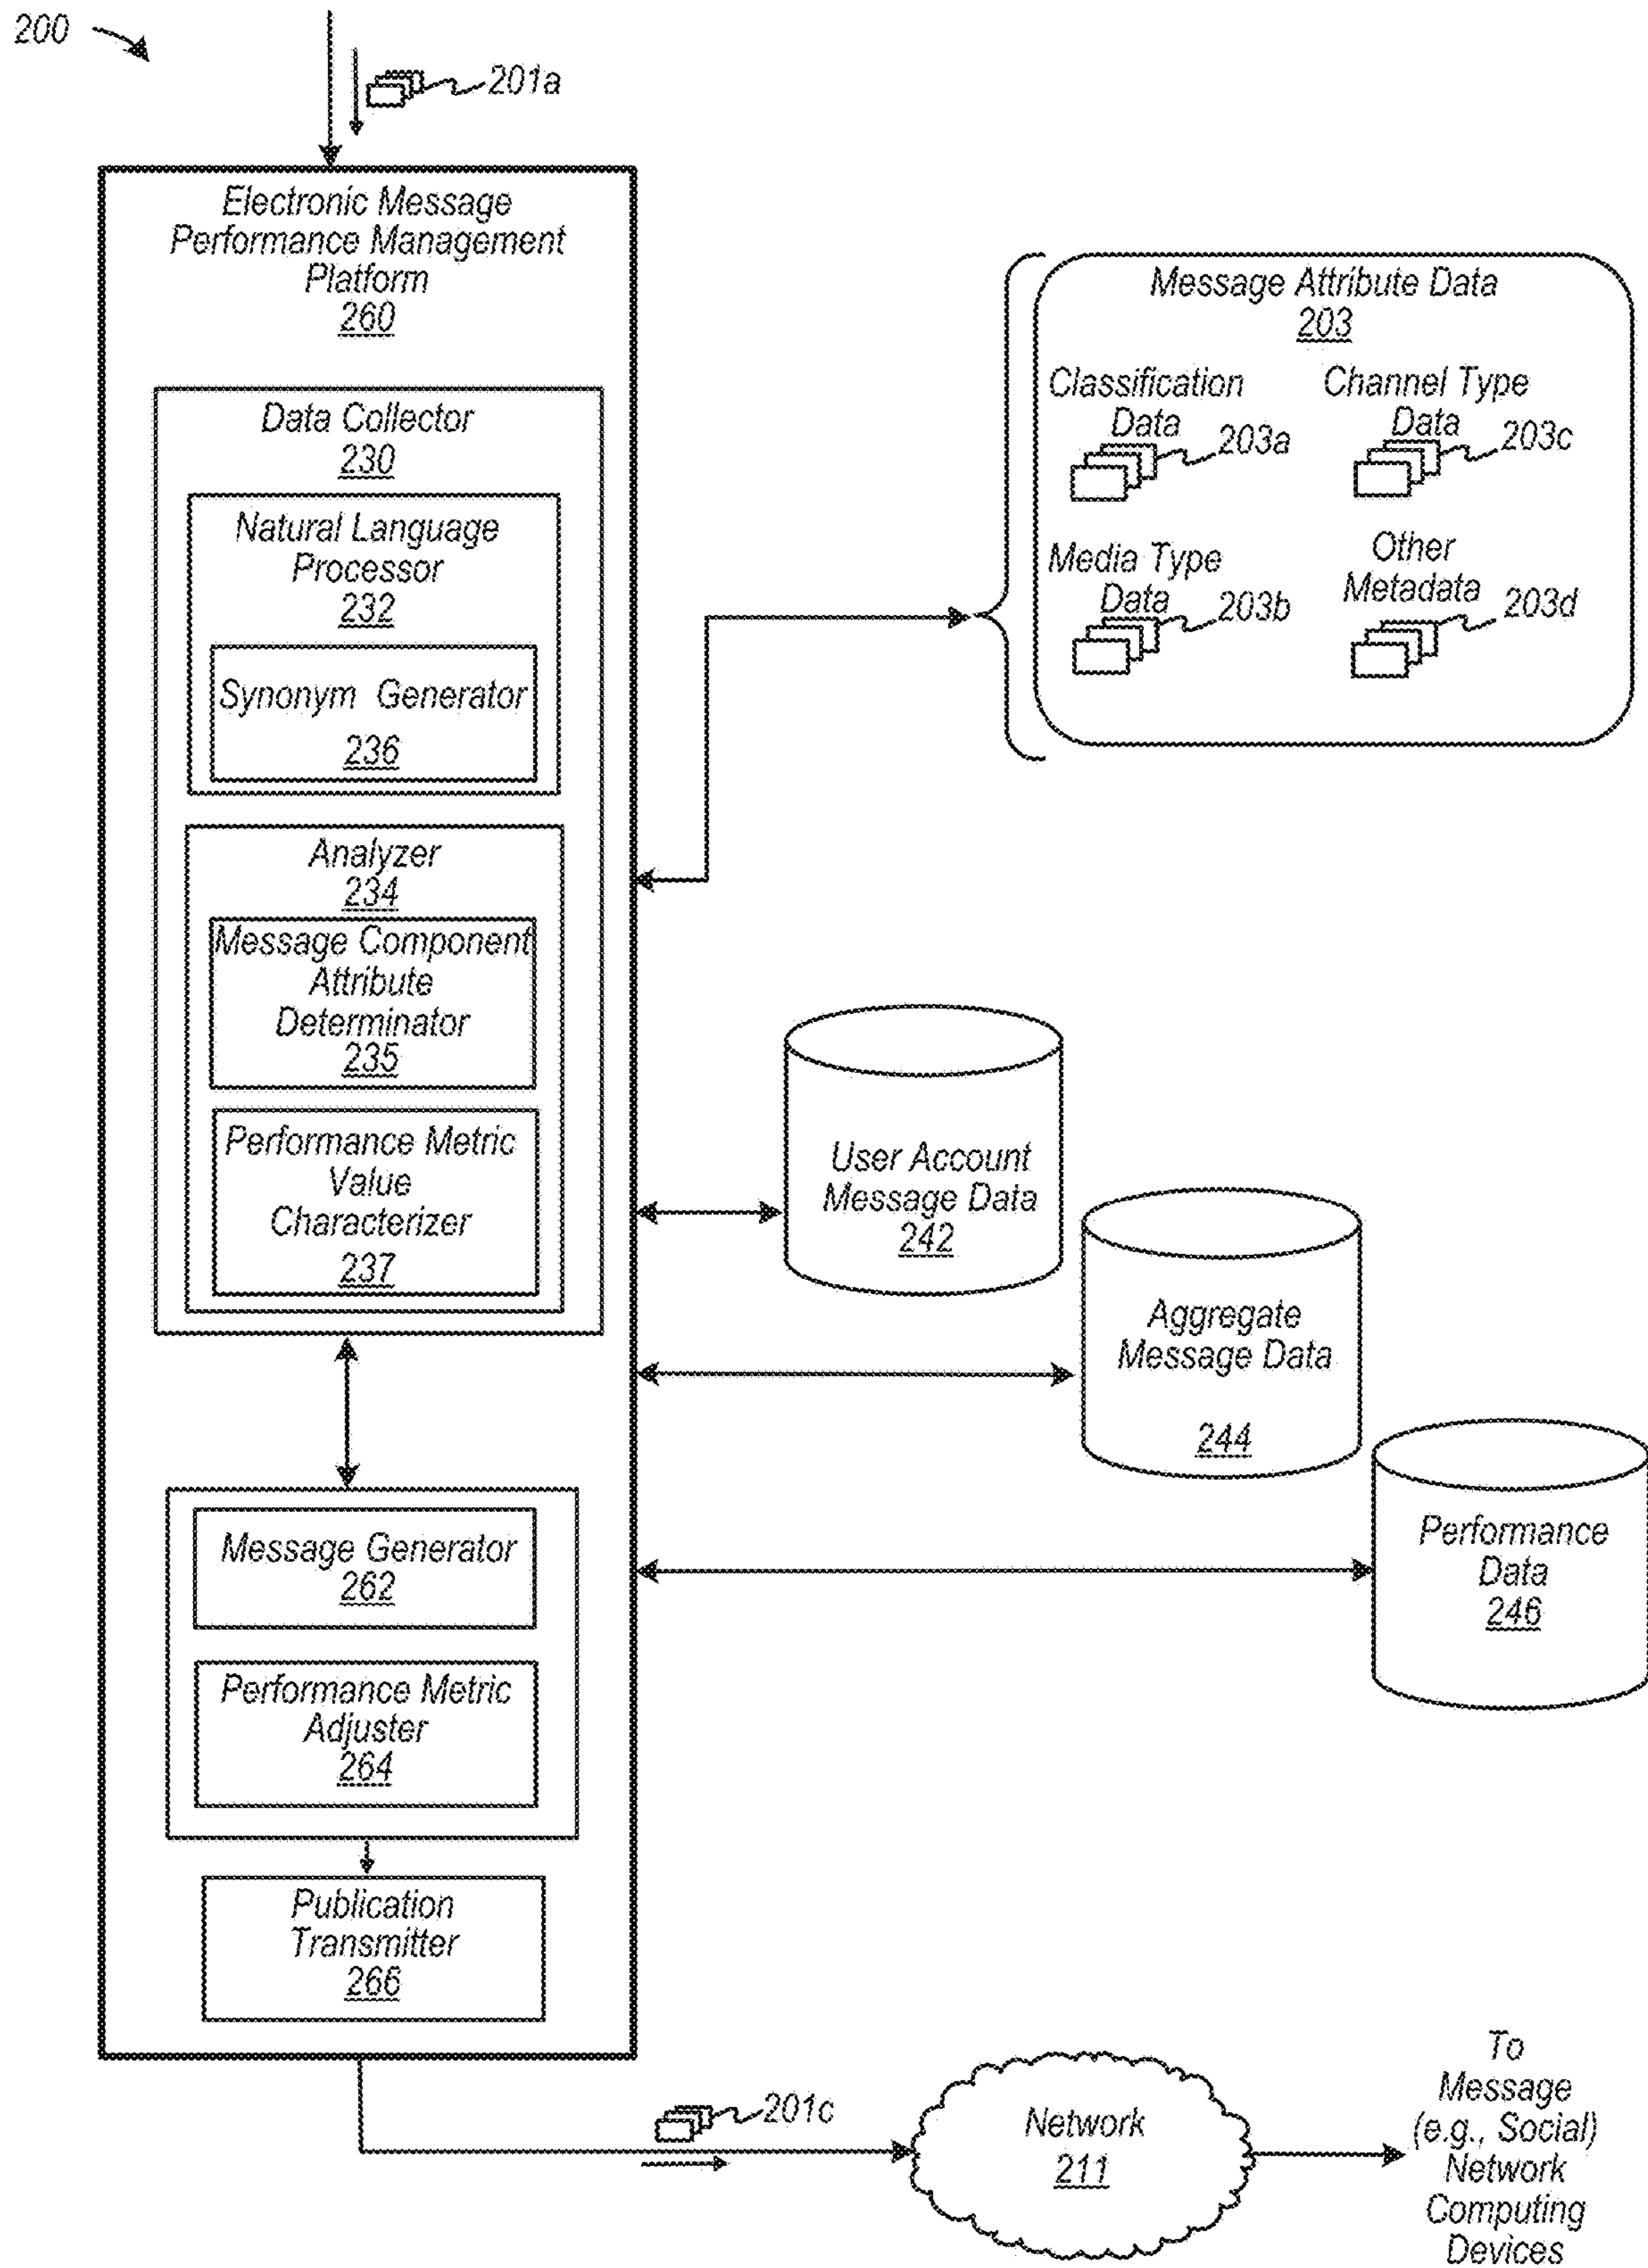 200
201a
Electronic Message
Performance Management
Platform
260
Data Collector
230
Natural Language
Processor
232
Synonym Generator
236
Analyzer
234
Message Component
Attribute
Determinator
235
Performance Metric
Value
Characterizer
237
Message Generator
262
Performance Metric
Adjuster
264
Publication
Transmitter
266
Message Attribute Data
203
Classification
Data
203a
Channel Type
Data
203c
Media Type
Data
203b
Other
Metadata
203d
User Account
Message Data
242
Aggregate
Message Data
244
Performance
Data
246
201c
Network
211
To
Message
(e.g., Social)
Network
Computing
Devices